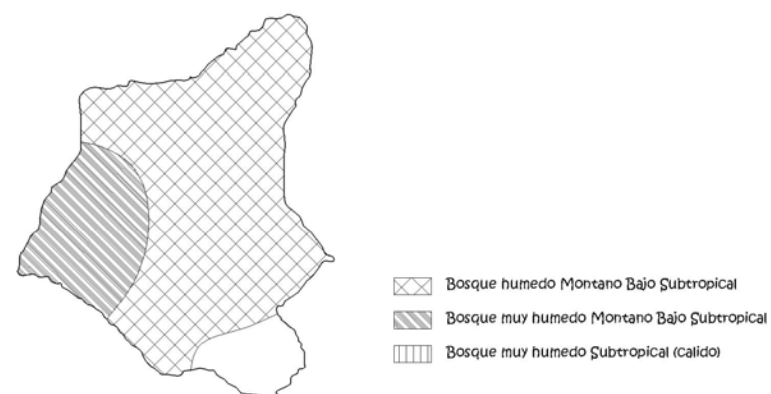 Bosque humedo Montano Bajo Subtropical
Bosque muy humedo Montano Bajo Subtropical
Bosque muy humedo Subtropical (calido)